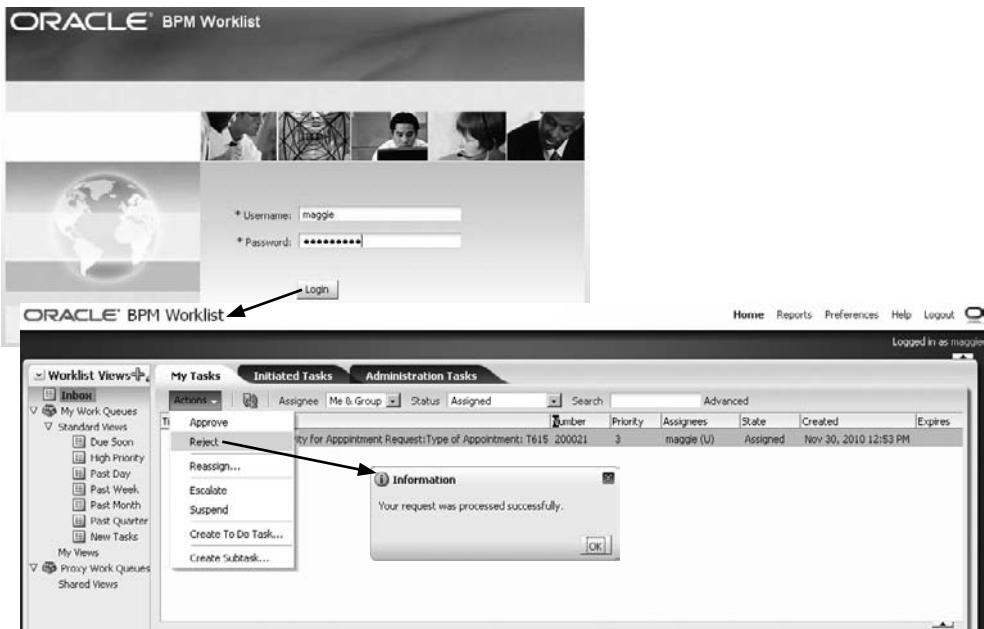 ORACLE BPM Worklist
* Username: maggie
* Password: •••••••••
Login
ORACLE BPM Worklist
Home Reports Preferences Help Logout
Logged in as maggie
Worklist Views
My Tasks Initiated Tasks Administration Tasks
Inbox
My Work Queues
Standard Views
Due Soon
High Priority
Past Day
Past Week
Past Month
Past Quarter
New Tasks
My Views
Proxy Work Queues
Shared Views
Actions Assignee Me & Group Status Assigned Search Advanced
Number Priority Assignees State Created Expires
ity for Apppintment Request:Type of Appointment: T615 200021 3 maggie (U) Assigned Nov 30, 2010 12:53 PM
Approve
Reject
Reassign...
Escalate
Suspend
Create To Do Task...
Create Subtask...
Information
Your request was processed successfully.
OK